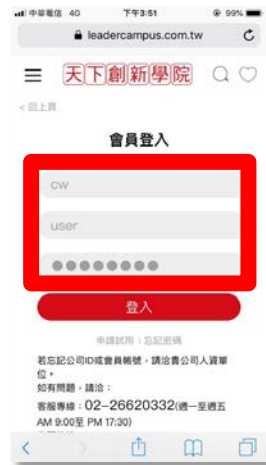 中華電信 4G 下午3:51 99%
leadercampus.com.tw
天下創新學院
< 回上頁
會員登入
cw
user
登入
申請試用 | 忘記密碼
若忘記公司ID或會員帳號，請洽貴公司人資單
位。
如有問題，請洽：
客服專線：02-26620332(週一至週五
AM 9:00至 PM 17:30)